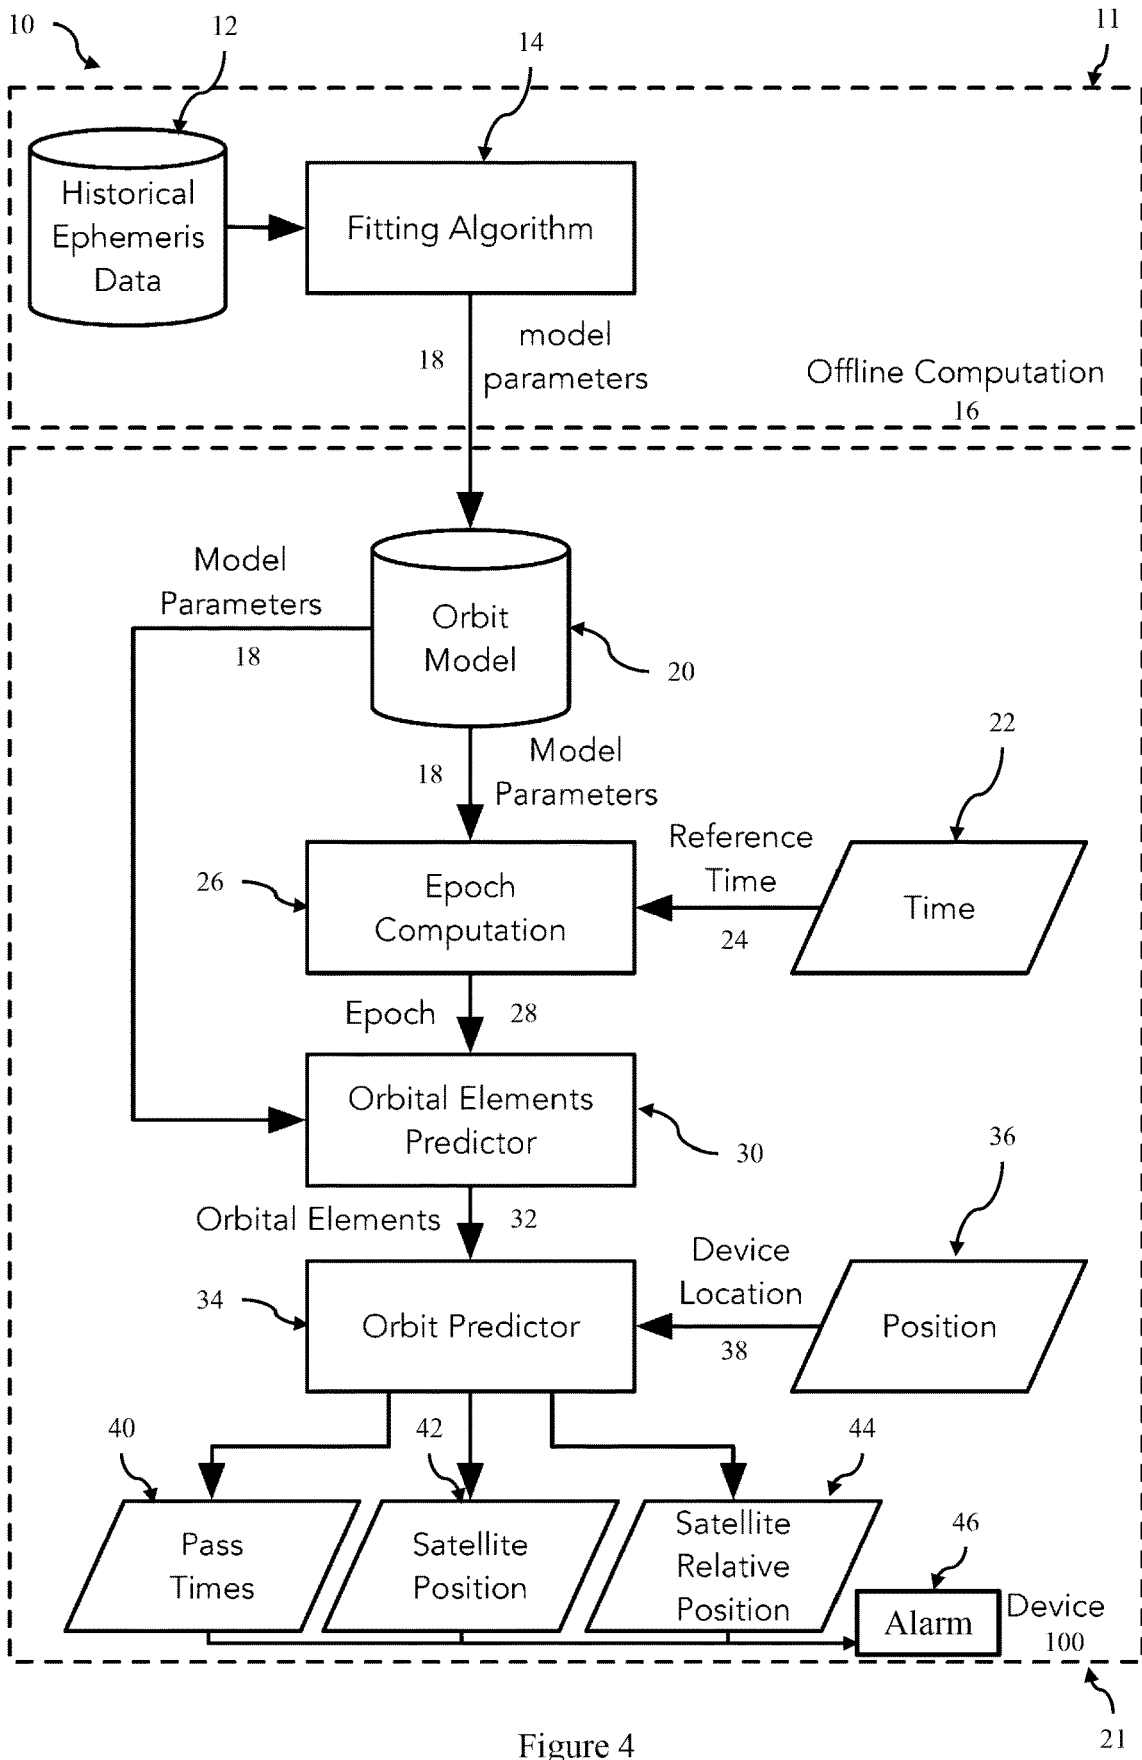 10
12
14
11
Historical
Ephemeris
Data
Fitting Algorithm
18
model
parameters
Offline Computation
16
Model
Parameters
18
Orbit
Model
20
18
Model
Parameters
22
26
Epoch
Computation
Reference
Time
24
Time
Epoch
28
Orbital Elements
Predictor
30
36
Orbital Elements
32
34
Orbit Predictor
Device
Location
38
Position
40
42
44
Pass
Times
Satellite
Position
Satellite
Relative
Position
46
Alarm
Device
100
21
Figure 4